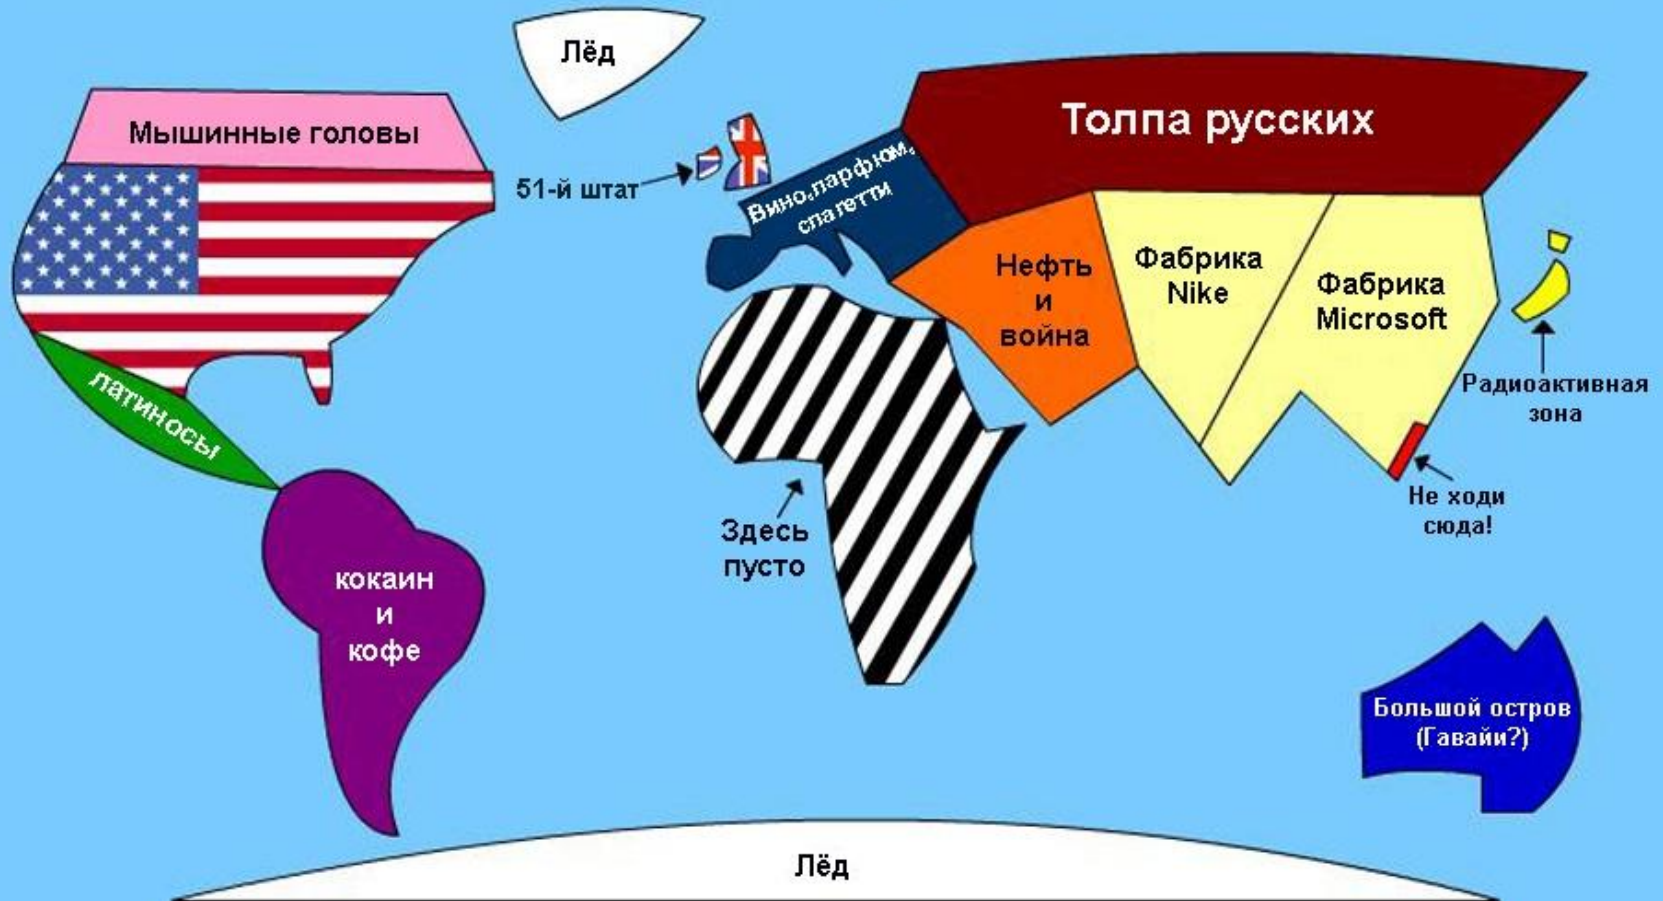 Лёд
Мышинные головы
51-й штат
Вино,парфюм,
спагетти
Толпа русских
Нефть
и
война
Фабрика
Nike
Фабрика
Microsoft
Радиоактивная
зона
латиносы
Не ходи
сюда!
Здесь
пусто
кокаин
и
кофе
Большой остров
(Гавайи?)
Лёд